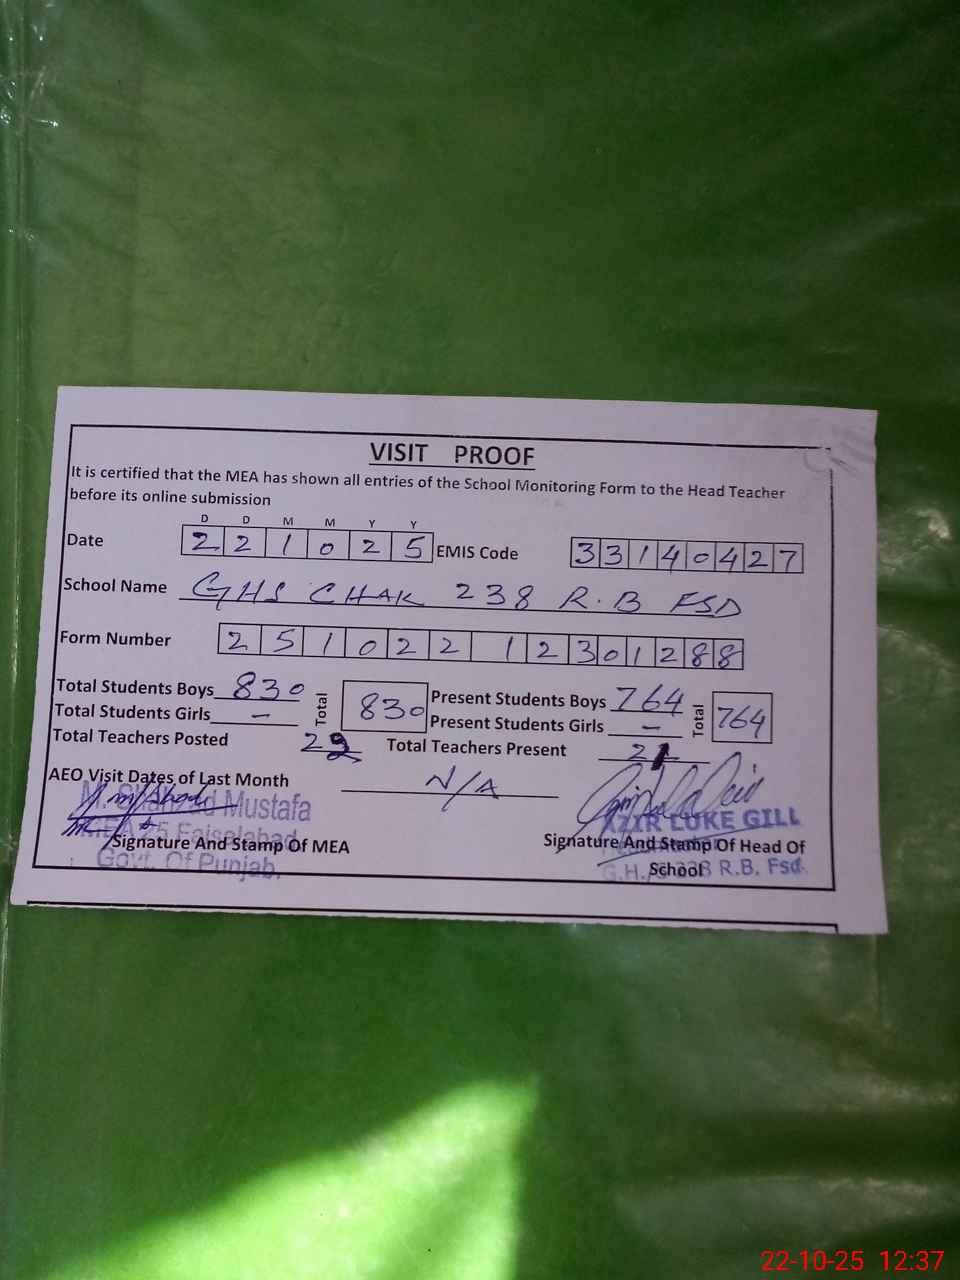 VISIT PROOF
It is certified that the MEA has shown all entries of the School Monitoring Form to the Head Teacher
before its online submission
D D M M Y Y
Date 2 2 1 0 2 5 EMIS Code 3 3 1 4 0 4 2 7
School Name GHS CHAK 238 R.B FSD
Form Number 2 5 1 0 2 2 1 2 3 0 1 2 8 8
Total Students Boys 830 Total 830 Present Students Boys 764 Total 764
Total Students Girls - Present Students Girls -
Total Teachers Posted Total Teachers Present
AEO Visit Dates of Last Month N/A
Mustafa
Faisalabad
Govt. Of Punjab.
Signature And Stamp Of MEA
LUKE GILL
Signature And Stamp Of Head Of
School
R.B. Fsd.
22-10-25 12:37